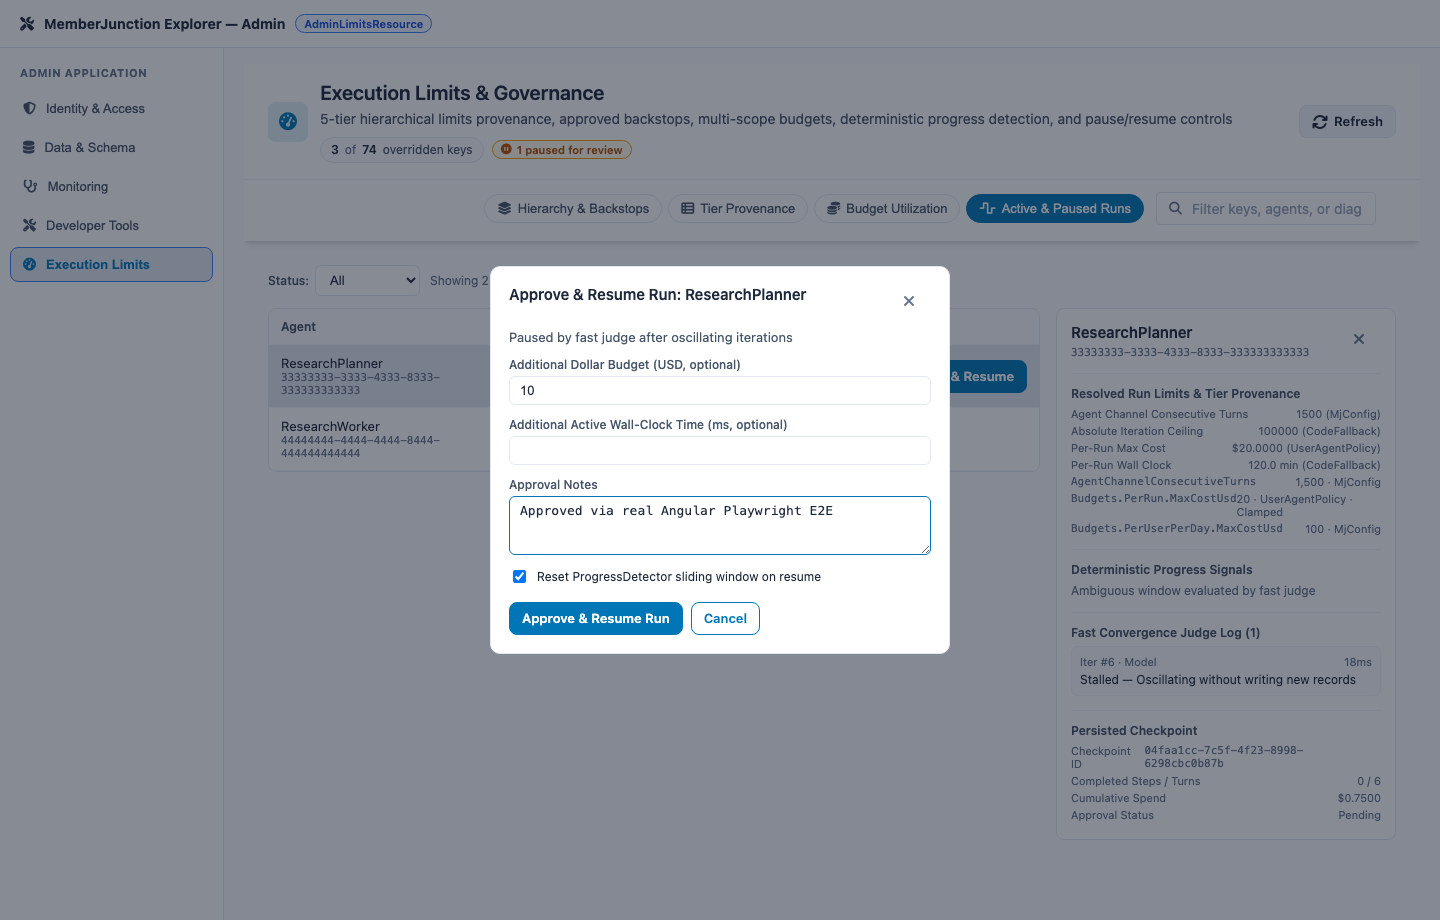 MemberJunction Explorer — Admin
AdminLimitsResource
ADMIN APPLICATION
Identity & Access
Data & Schema
Monitoring
Developer Tools
Execution Limits
Execution Limits & Governance
5-tier hierarchical limits provenance, approved backstops, multi-scope budgets, deterministic progress detection, and pause/resume controls
3 of 74 overridden keys
1 paused for review
Refresh
Hierarchy & Backstops
Tier Provenance
Budget Utilization
Active & Paused Runs
Filter keys, agents, or diag
Status:
All
Showing 2
Agent
ResearchPlanner
33333333-3333-4333-8333-
333333333333
& Resume
ResearchWorker
44444444-4444-4444-8444-
444444444444
Approve & Resume Run: ResearchPlanner
Paused by fast judge after oscillating iterations
Additional Dollar Budget (USD, optional)
10
Additional Active Wall-Clock Time (ms, optional)
Approval Notes
Approved via real Angular Playwright E2E
Reset ProgressDetector sliding window on resume
Approve & Resume Run
Cancel
ResearchPlanner
33333333-3333-4333-8333-333333333333
Resolved Run Limits & Tier Provenance
Agent Channel Consecutive Turns 1500 (MjConfig)
Absolute Iteration Ceiling 100000 (CodeFallback)
Per-Run Max Cost $20.0000 (UserAgentPolicy)
Per-Run Wall Clock 120.0 min (CodeFallback)
AgentChannelConsecutiveTurns 1,500 · MjConfig
Budgets.PerRun.MaxCostUsd 20 · UserAgentPolicy ·
Clamped
Budgets.PerUserPerDay.MaxCostUsd 100 · MjConfig
Deterministic Progress Signals
Ambiguous window evaluated by fast judge
Fast Convergence Judge Log (1)
Iter #6 · Model 18ms
Stalled — Oscillating without writing new records
Persisted Checkpoint
Checkpoint ID 04faa1cc-7c5f-4f23-8998-
6298cbc0b87b
Completed Steps / Turns 0 / 6
Cumulative Spend $0.7500
Approval Status Pending